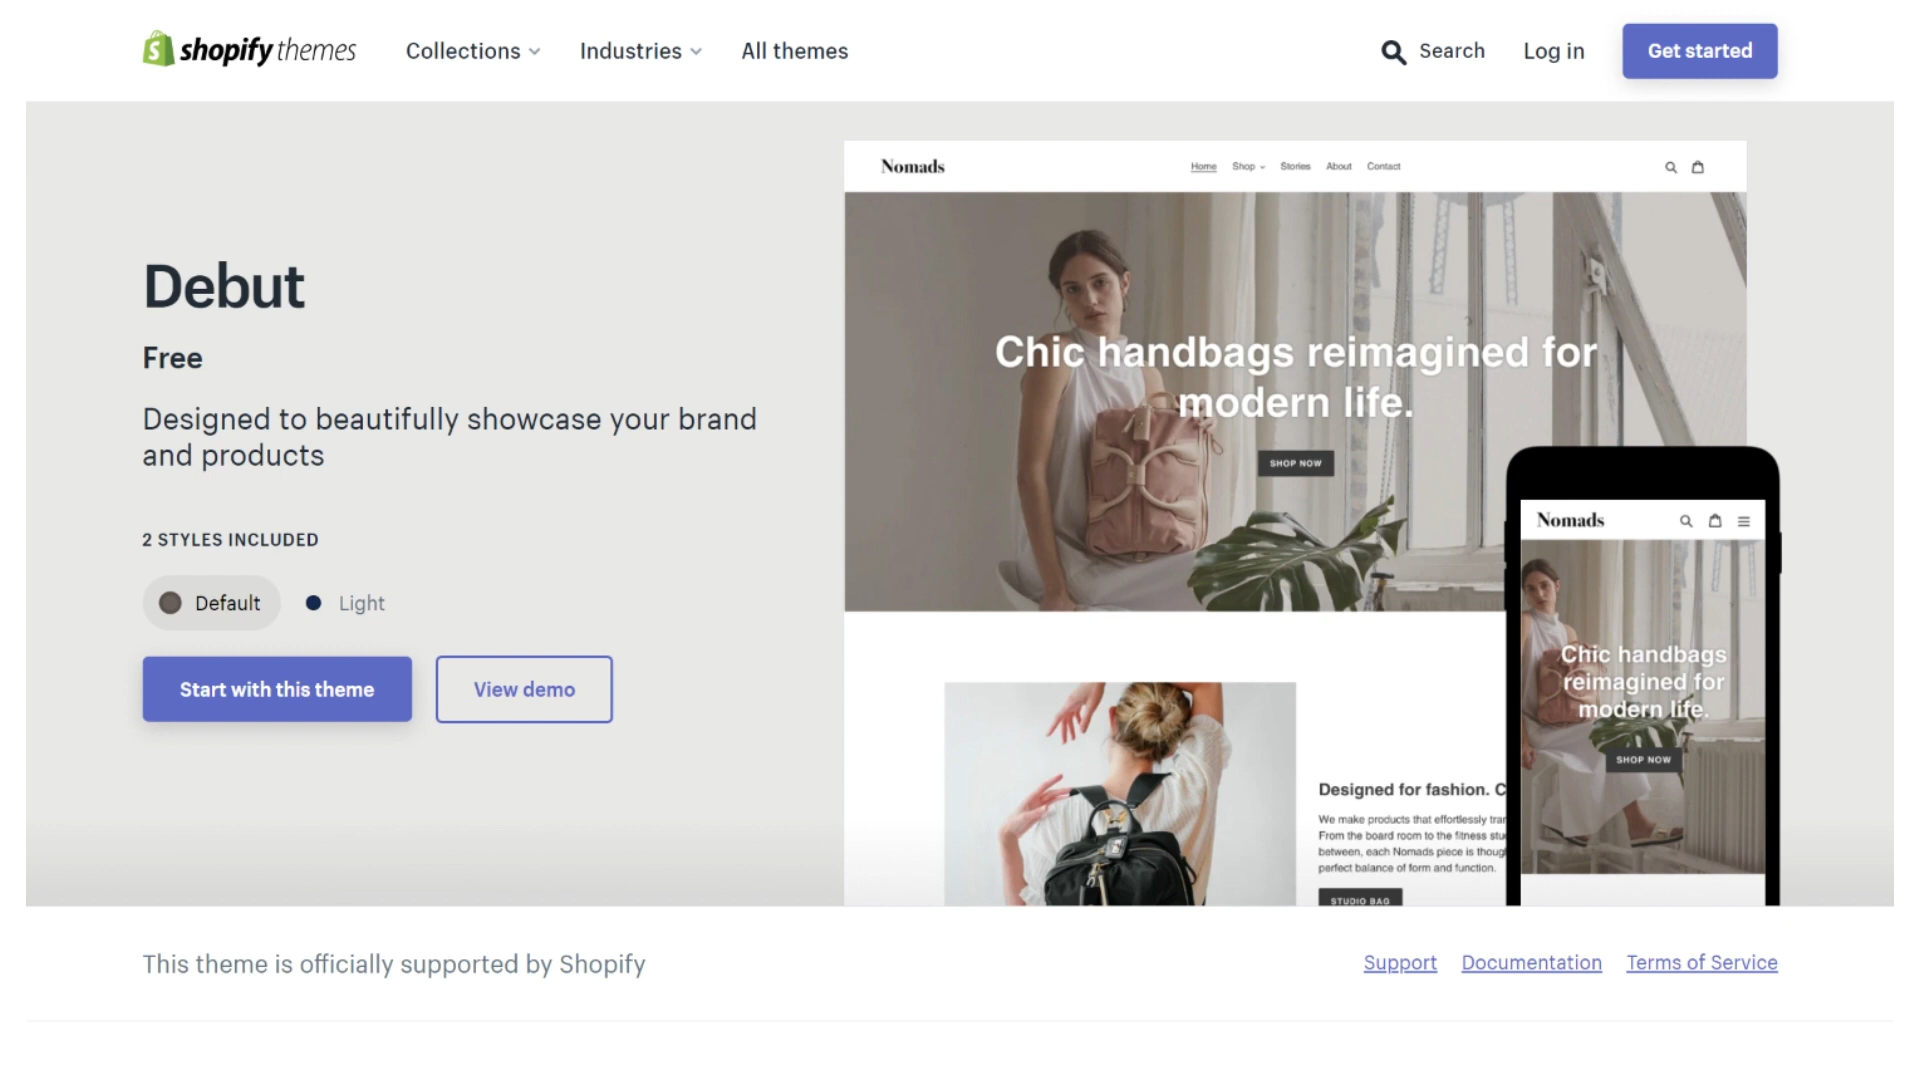 shopify themes
Collections
Industries
All themes
Search
Log in
Get started
Debut
Free
Designed to beautifully showcase your brand
and products
2 STYLES INCLUDED
Default
Light
Start with this theme
View demo
Nomads
Home
Shop
Stories
About
Contact
Chic handbags reimagined for
modern life.
SHOP NOW
Designed for fashion. C
We make products that effortlessly
From the board room to the fitness
between, each Nomads piece is
perfect balance of form and function.
STUDIO BAG
Nomads
Chic handbags
reimagined for
modern life.
SHOP NOW
This theme is officially supported by Shopify
Support
Documentation
Terms of Service